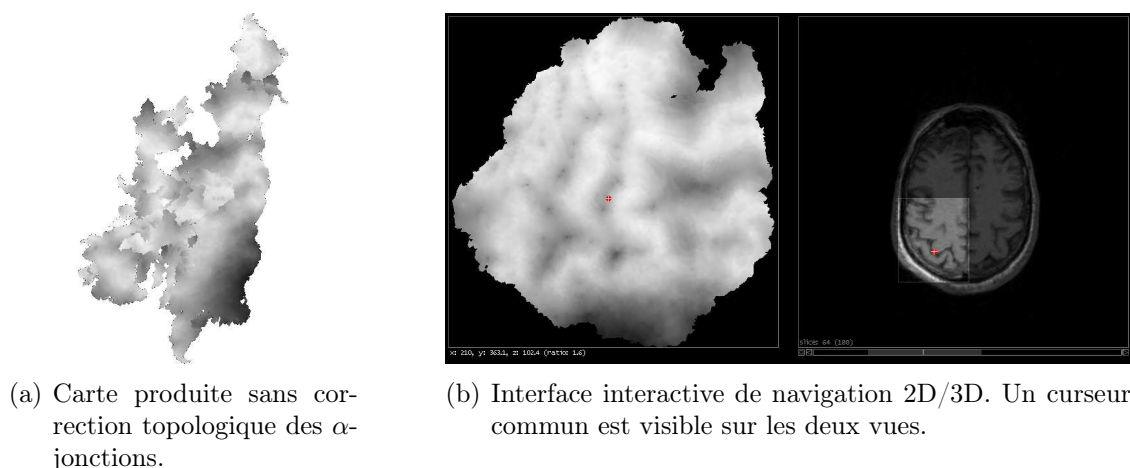 x: 210, y: 363.1, z: 102.4 (ratio: 1.6)
slice: 64 (180)
(a) Carte produite sans cor-
rection topologique des α-
jonctions.
(b) Interface interactive de navigation 2D/3D. Un curseur
commun est visible sur les deux vues.